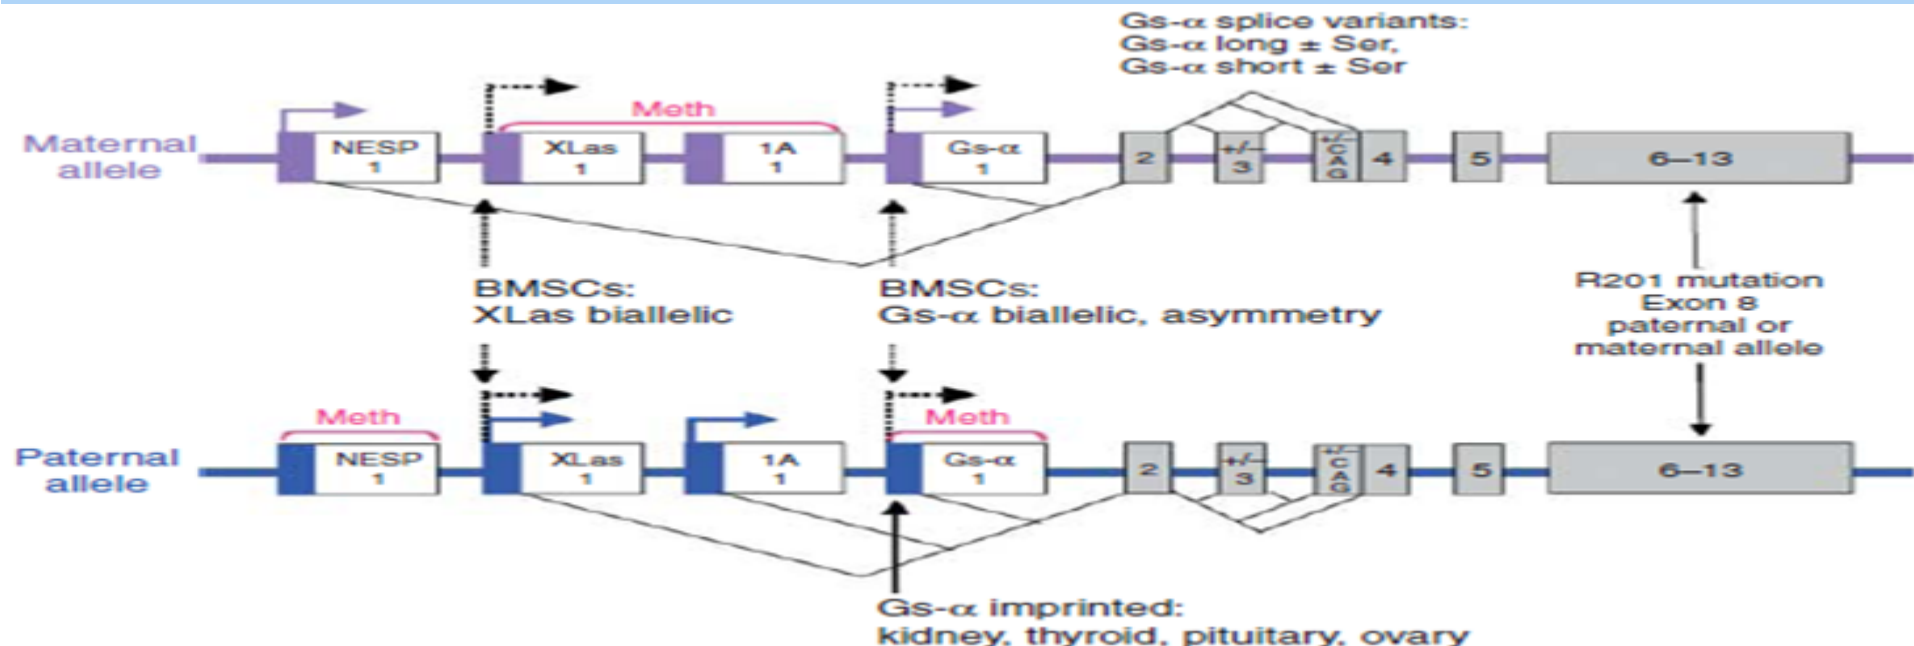 Gs-α splice variants:
Gs-α long ± Ser,
Gs-α short ± Ser
Meth
Maternal
allele
NESP
1
XLas
1
1A
1
Gs-α
1
2
+/–
3
+/–
C
A
G
4
5
6–13
BMSCs:
XLas biallelic
BMSCs:
Gs-α biallelic, asymmetry
R201 mutation
Exon 8
paternal or
maternal allele
Meth
Meth
Paternal
allele
NESP
1
XLas
1
1A
1
Gs-α
1
2
+/–
3
+/–
C
A
G
4
5
6–13
Gs-α imprinted:
kidney, thyroid, pituitary, ovary